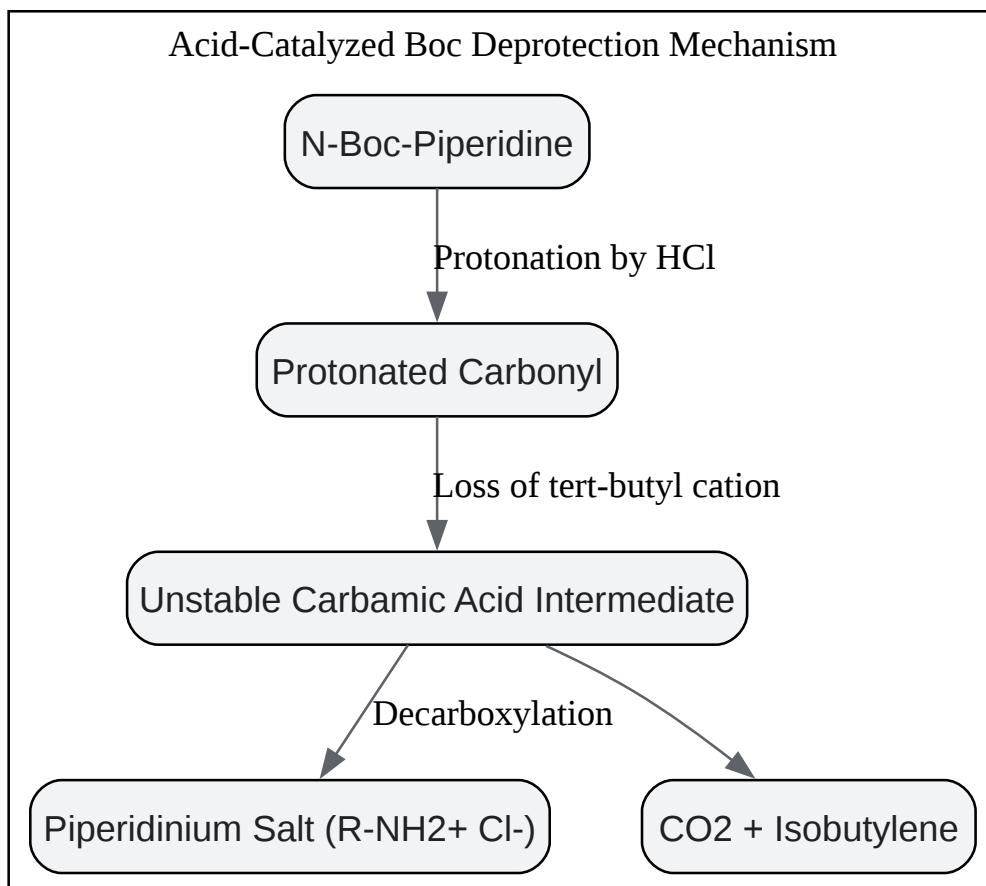 Acid-Catalyzed Boc Deprotection Mechanism
N-Boc-Piperidine
Protonation by HCl
Protonated Carbonyl
Loss of tert-butyl cation
Unstable Carbamic Acid Intermediate
Decarboxylation
Piperidinium Salt (R-NH2+ Cl-)
CO2 + Isobutylene